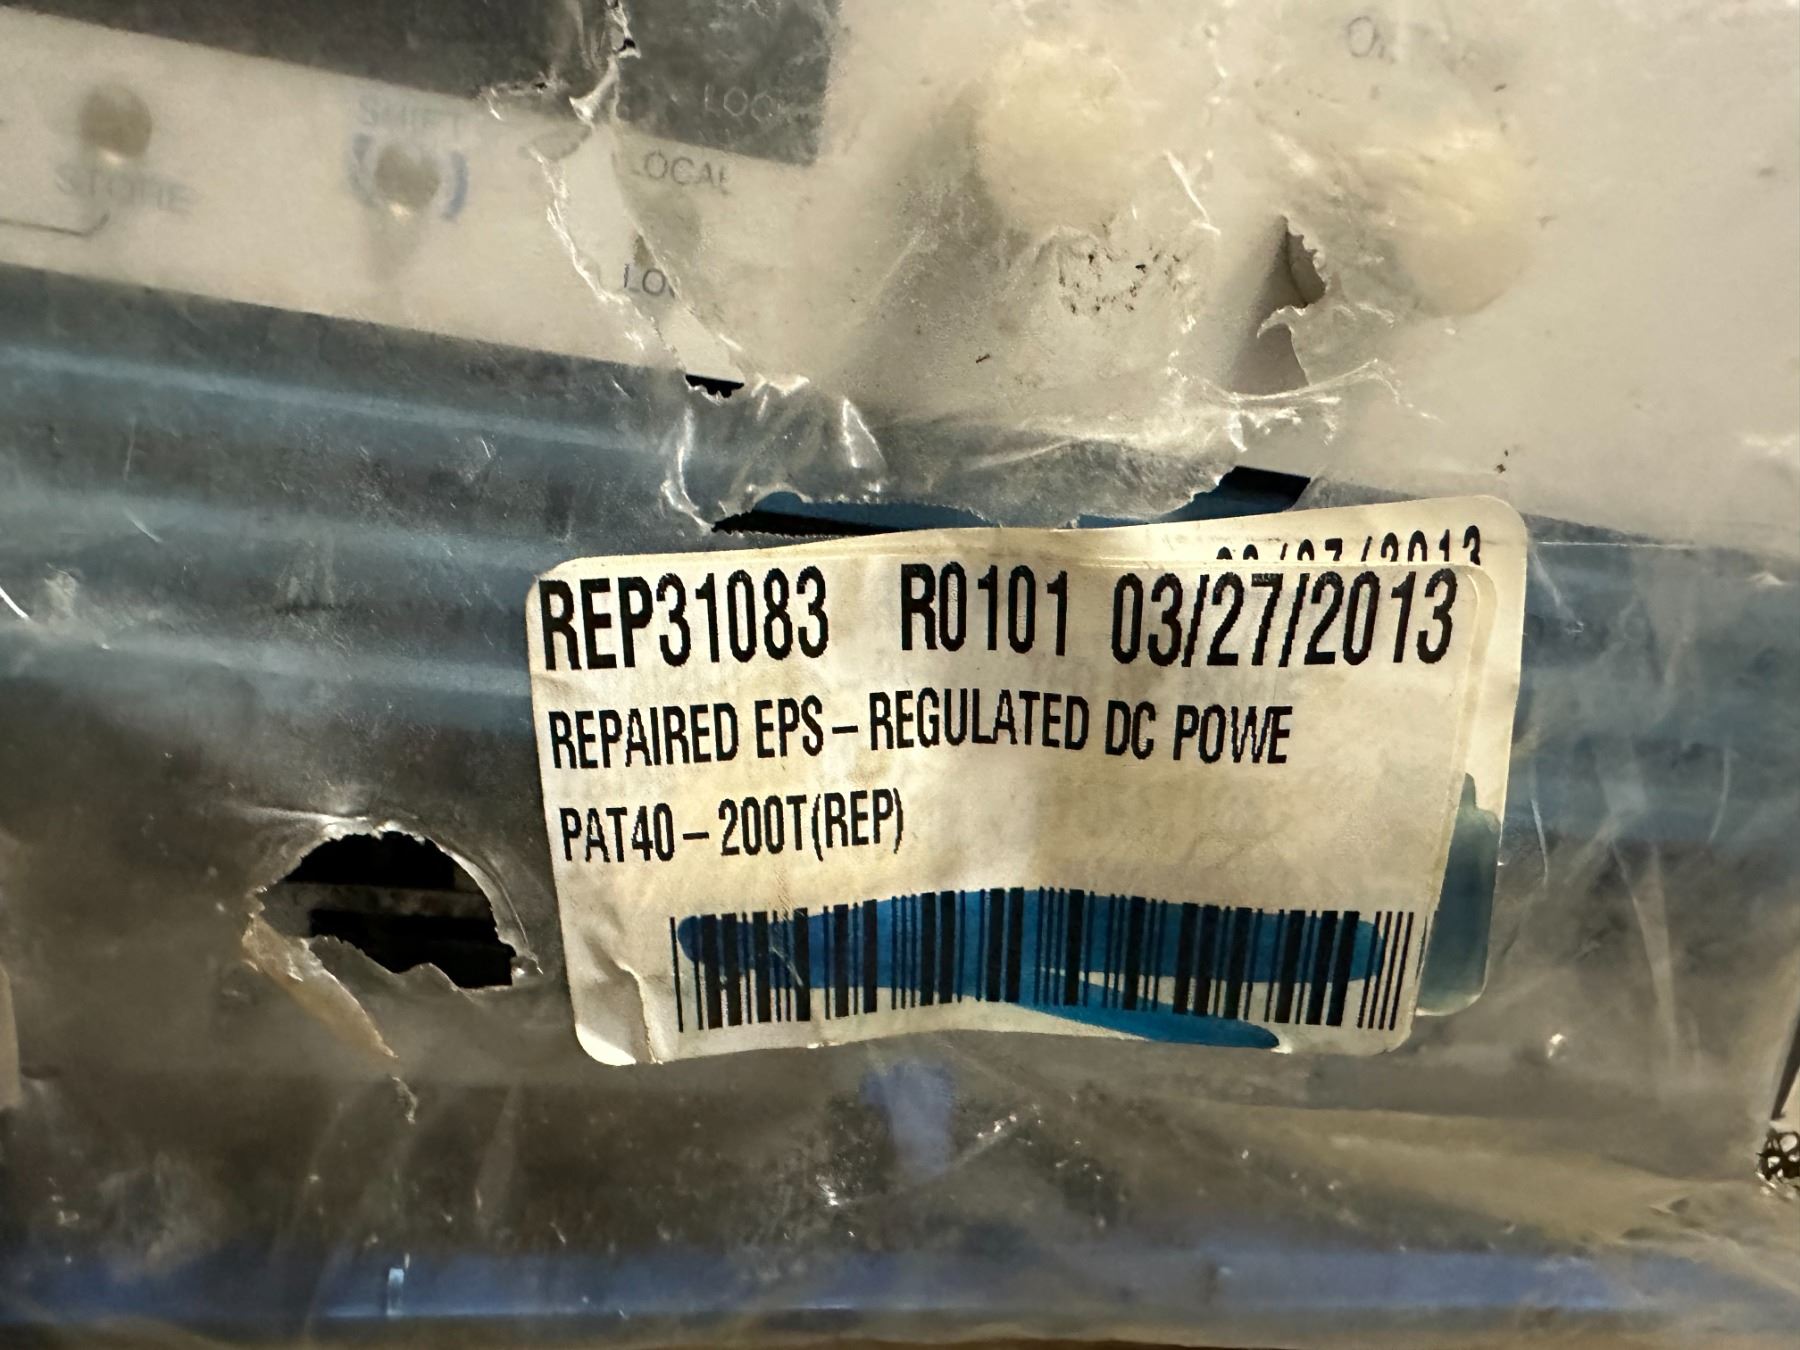 LOCAL
SHIFT
STORE
REP31083 R0101 03/27/2013
REPAIRED EPS-REGULATED DC POWE
PAT40-200T(REP)